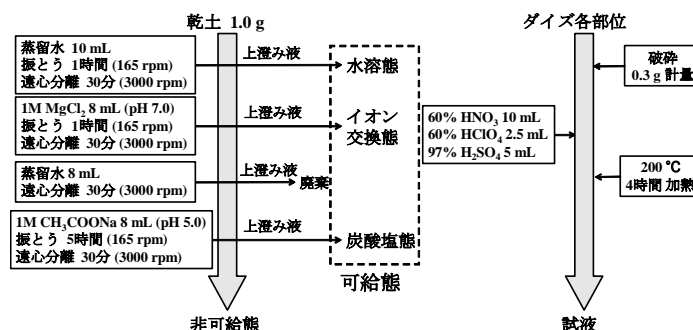 乾土 1.0 g
蒸留水 10 mL
振とう 1時間 (165 rpm)
遠心分離 30分 (3000 rpm)
上澄み液
水溶態
1M MgCl₂ 8 mL (pH 7.0)
振とう 1時間 (165 rpm)
遠心分離 30分 (3000 rpm)
上澄み液
イオン
交換態
蒸留水 8 mL
遠心分離 30分 (3000 rpm)
上澄み液
廃棄
1M CH₃COONa 8 mL (pH 5.0)
振とう 5時間 (165 rpm)
遠心分離 30分 (3000 rpm)
上澄み液
炭酸塩態
可給態
非可給態
ダイズ各部位
破砕
0.3 g 計量
60% HNO₃ 10 mL
60% HClO₄ 2.5 mL
97% H₂SO₄ 5 mL
200 ℃
4時間 加熱
試液